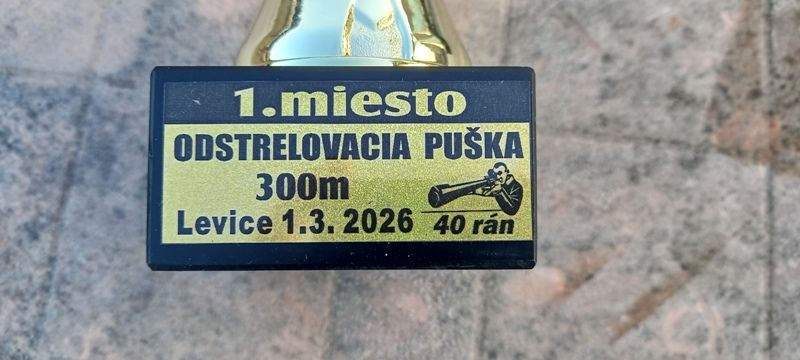 1.miesto
ODSTRELOVACIA PUŠKA
300m
Levice 1.3. 2026 40 rán